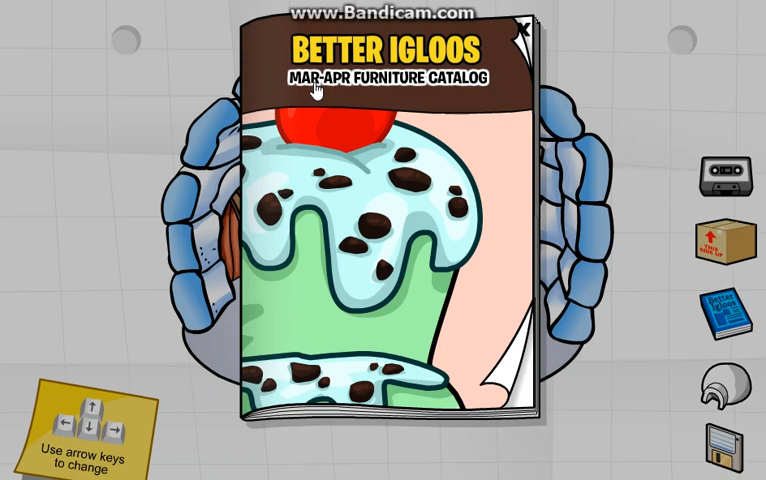 www.Bandicam.com
X
BETTER IGLOOS
MAR-APR FURNITURE CATALOG
THIS
SIDE UP
Better
Igloos
Use arrow keys
to change